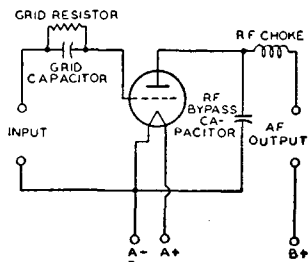 GRID RESISTOR
GRID
CAPACITOR
RF CHOKE
RF
BYPASS
CA-
PACITOR
INPUT
AF
OUTPUT
A-
A+
B+